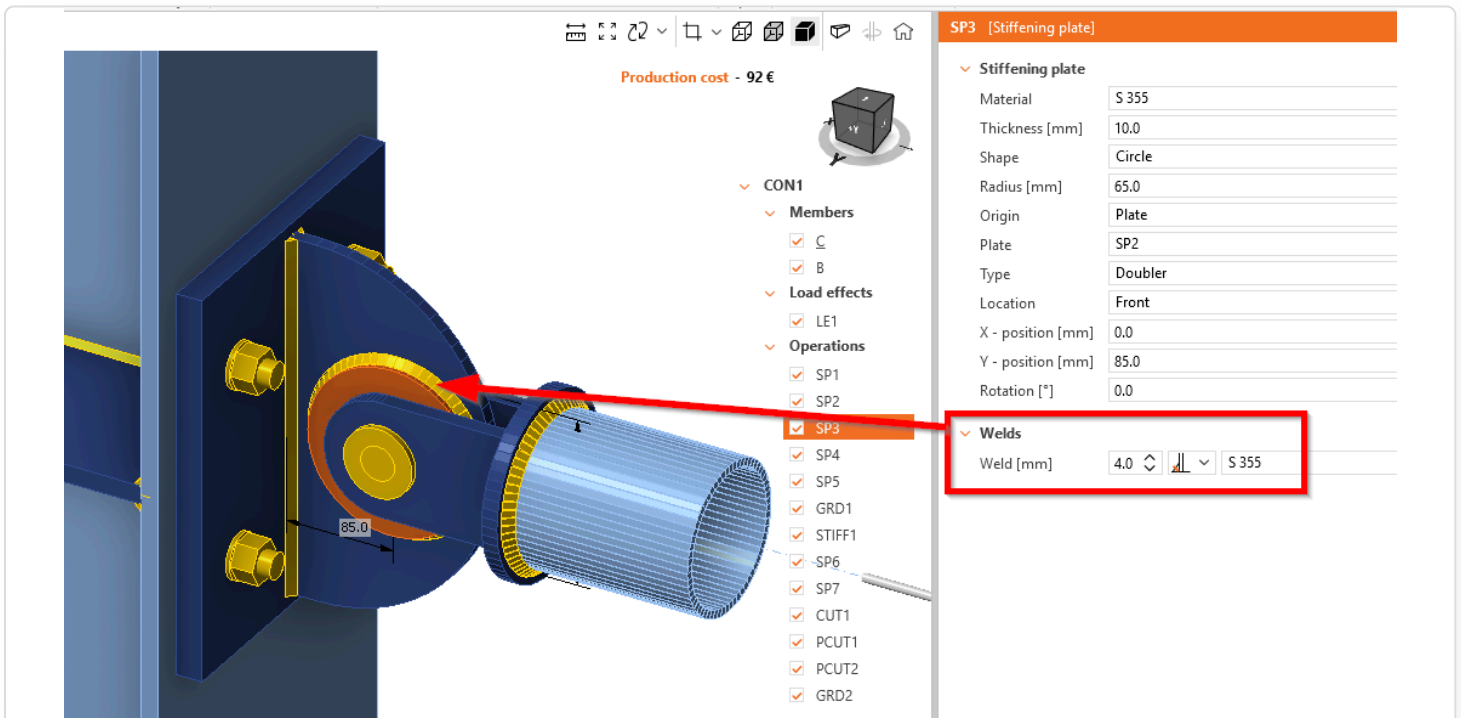 SP3 [Stiffening plate]
Production cost - 92 €
Stiffening plate
Material S 355
Thickness [mm] 10.0
Shape Circle
Radius [mm] 65.0
Origin Plate
Plate SP2
Type Doubler
Location Front
X - position [mm] 0.0
Y - position [mm] 85.0
Rotation [°] 0.0
Welds
Weld [mm] 4.0 S 355
CON1
Members
C
B
Load effects
LE1
Operations
SP1
SP2
SP3
SP4
SP5
GRD1
STIFF1
SP6
SP7
CUT1
PCUT1
PCUT2
GRD2
85.0
+Y